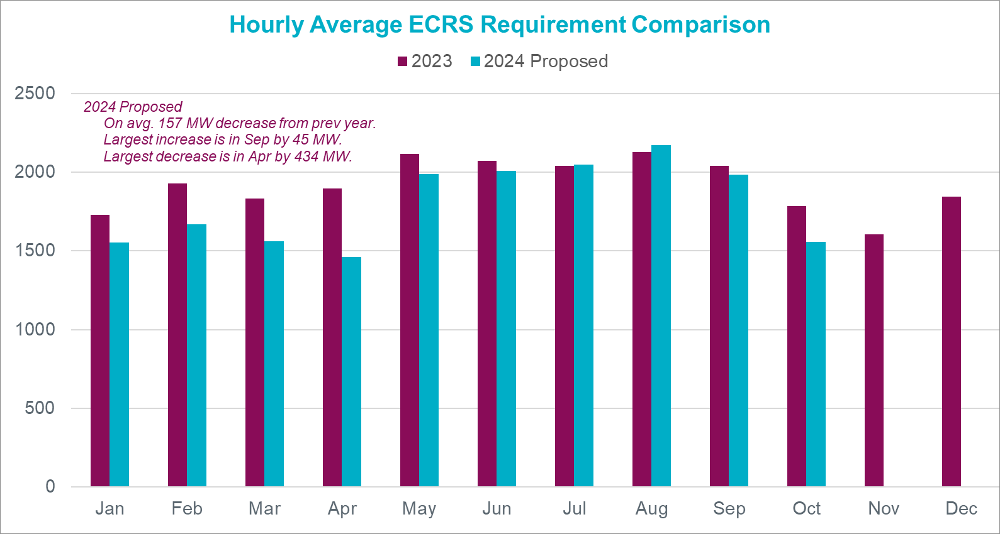 Hourly Average ECRS Requirement Comparison
2023 2024 Proposed
2500
2024 Proposed
On avg. 157 MW decrease from prev year.
Largest increase is in Sep by 45 MW.
Largest decrease is in Apr by 434 MW.
2000
1500
1000
500
0
Jan Feb Mar Apr May Jun Jul Aug Sep Oct Nov Dec